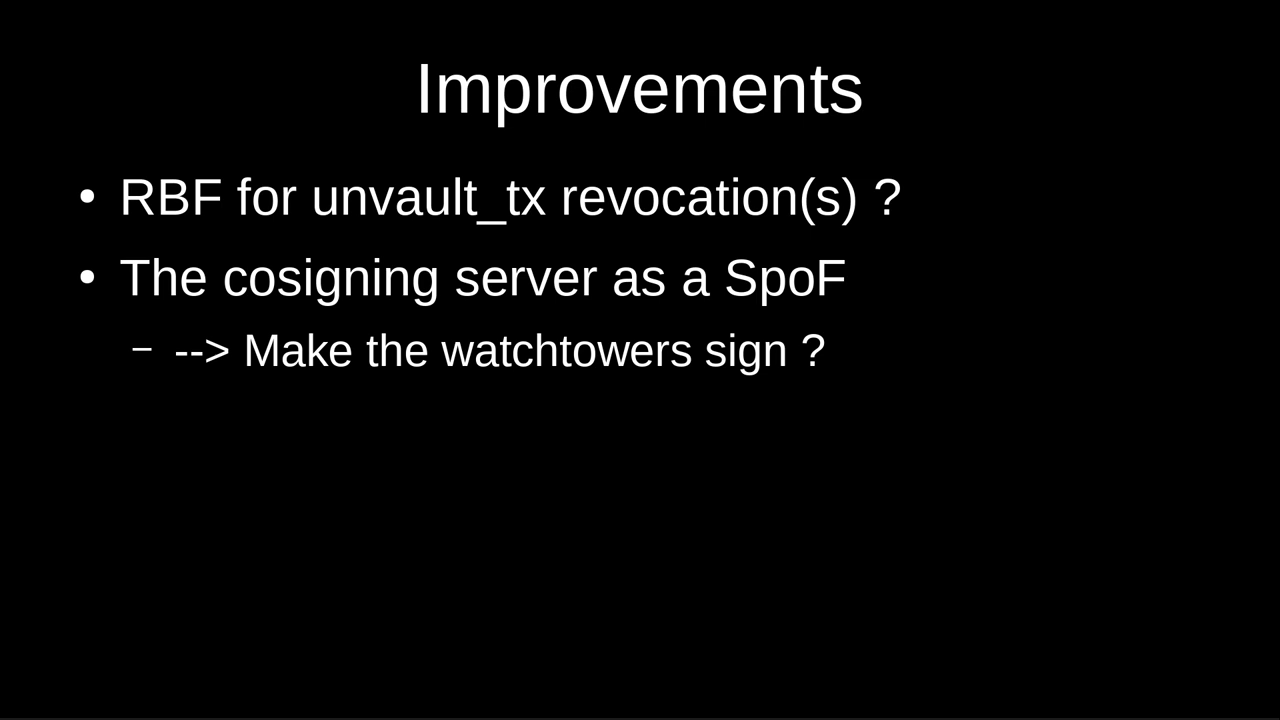 Improvements
• RBF for unvault_tx revocation(s) ?
• The cosigning server as a SpoF
– --> Make the watchtowers sign ?